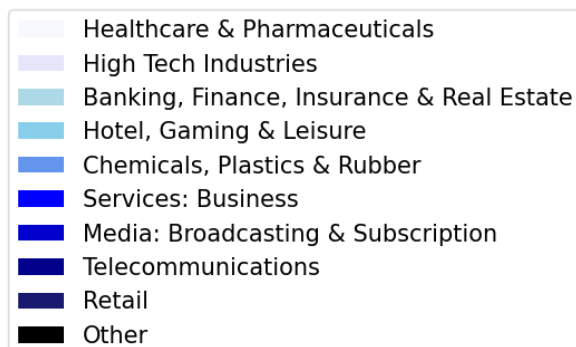 Healthcare & Pharmaceuticals
High Tech Industries
Banking, Finance, Insurance & Real Estate
Hotel, Gaming & Leisure
Chemicals, Plastics & Rubber
Services: Business
Media: Broadcasting & Subscription
Telecommunications
Retail
Other